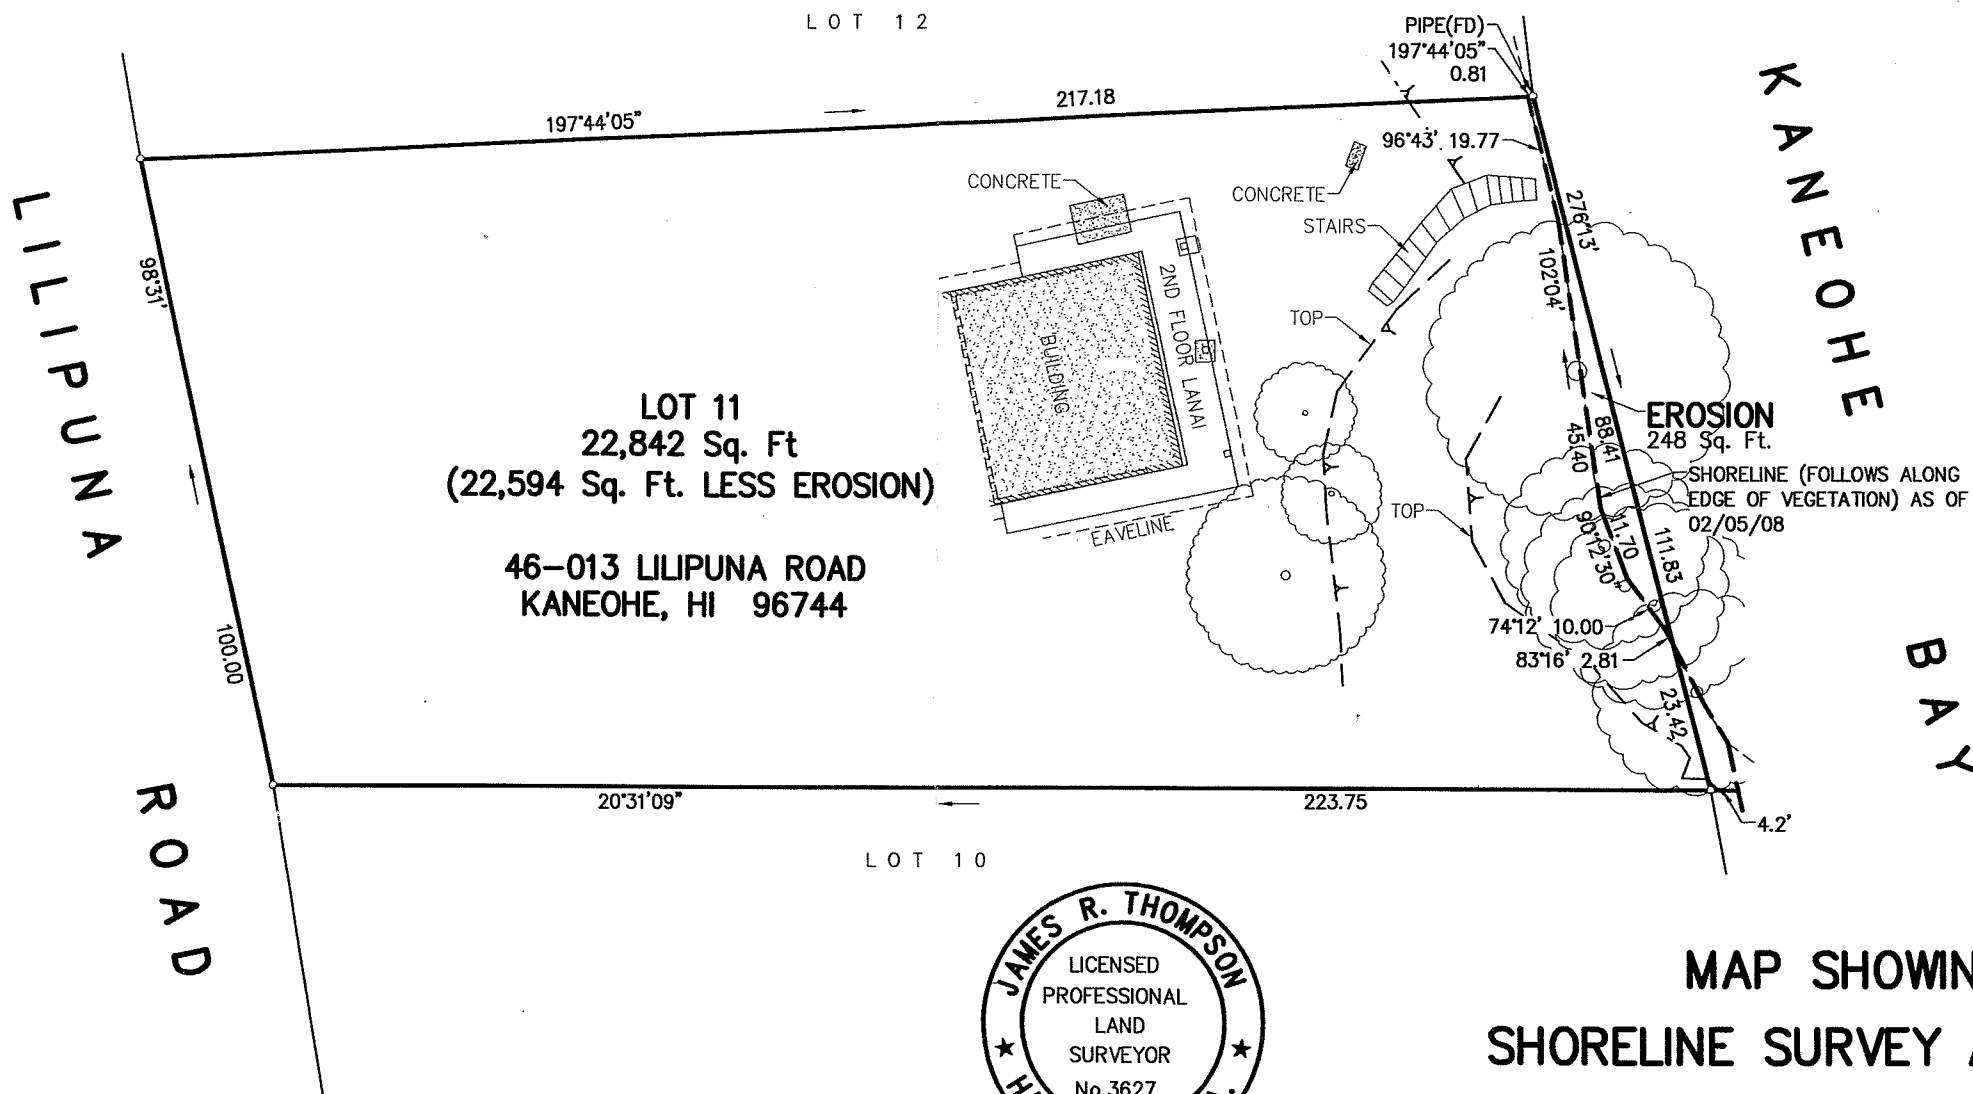 LOT 12
PIPE(FD)
197°44'05"
0.81
217.18
197°44'05"
96°43' 19.77
CONCRETE
CONCRETE
STAIRS
276°13'
102°04'
2ND FLOOR LANAI
BUILDING
TOP
TOP
EAVELINE
98°31'
100.00
LILIPUNA
ROAD
KANEOHE
BAY
LOT 11
22,842 Sq. Ft
(22,594 Sq. Ft. LESS EROSION)
46-013 LILIPUNA ROAD
KANEOHE, HI 96744
EROSION
248 Sq. Ft.
88.41
45.40
SHORELINE (FOLLOWS ALONG
EDGE OF VEGETATION) AS OF
02/05/08
11.70
90°12'30"
111.83
74°12' 10.00
83°16' 2.81
23.42
20°31'09"
223.75
4.2'
LOT 10
JAMES R. THOMPSON
LICENSED
PROFESSIONAL
LAND
SURVEYOR
No.3627
MAP SHOWIN
SHORELINE SURVEY